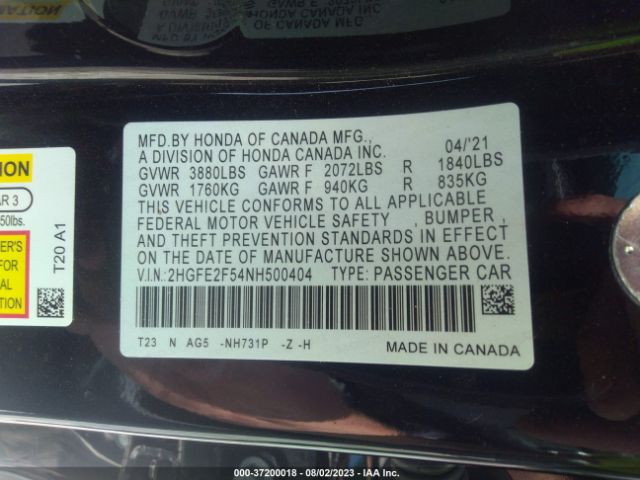 MFD.BY HONDA OF CANADA MFG., 04/'21
A DIVISION OF HONDA CANADA INC.
GVWR 3880LBS GAWR F 2072LBS R 1840LBS
GVWR 1760KG GAWR F 940KG R 835KG
THIS VEHICLE CONFORMS TO ALL APPLICABLE
FEDERAL MOTOR VEHICLE SAFETY , BUMPER ,
AND THEFT PREVENTION STANDARDS IN EFFECT
ON THE DATE OF MANUFACTURE SHOWN ABOVE.
V.I.N.:2HGFE2F54NH500404 TYPE: PASSENGER CAR
T23 N AG5 -NH731P -Z -H
MADE IN CANADA
T20 A1
000-37200018 - 08/02/2023 - IAA Inc.